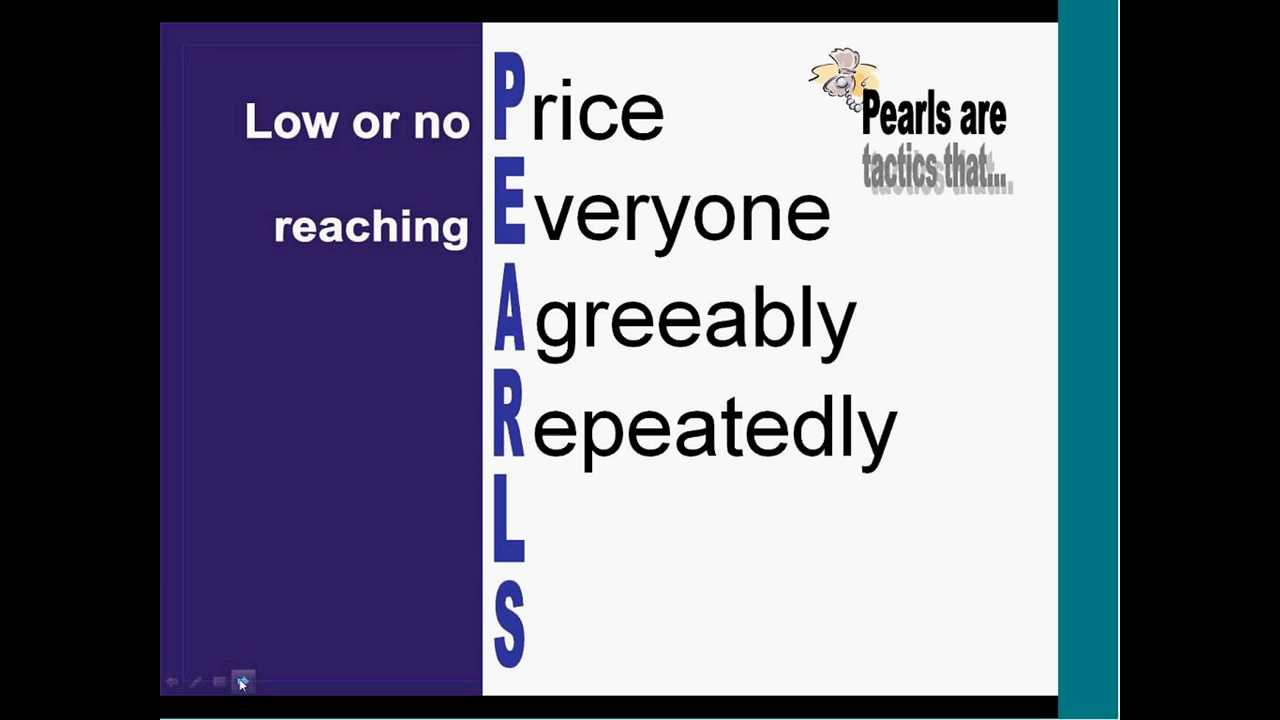 Low or no Price
reaching Everyone
Agreeably
Repeatedly
L
S
Pearls are
tactics that...